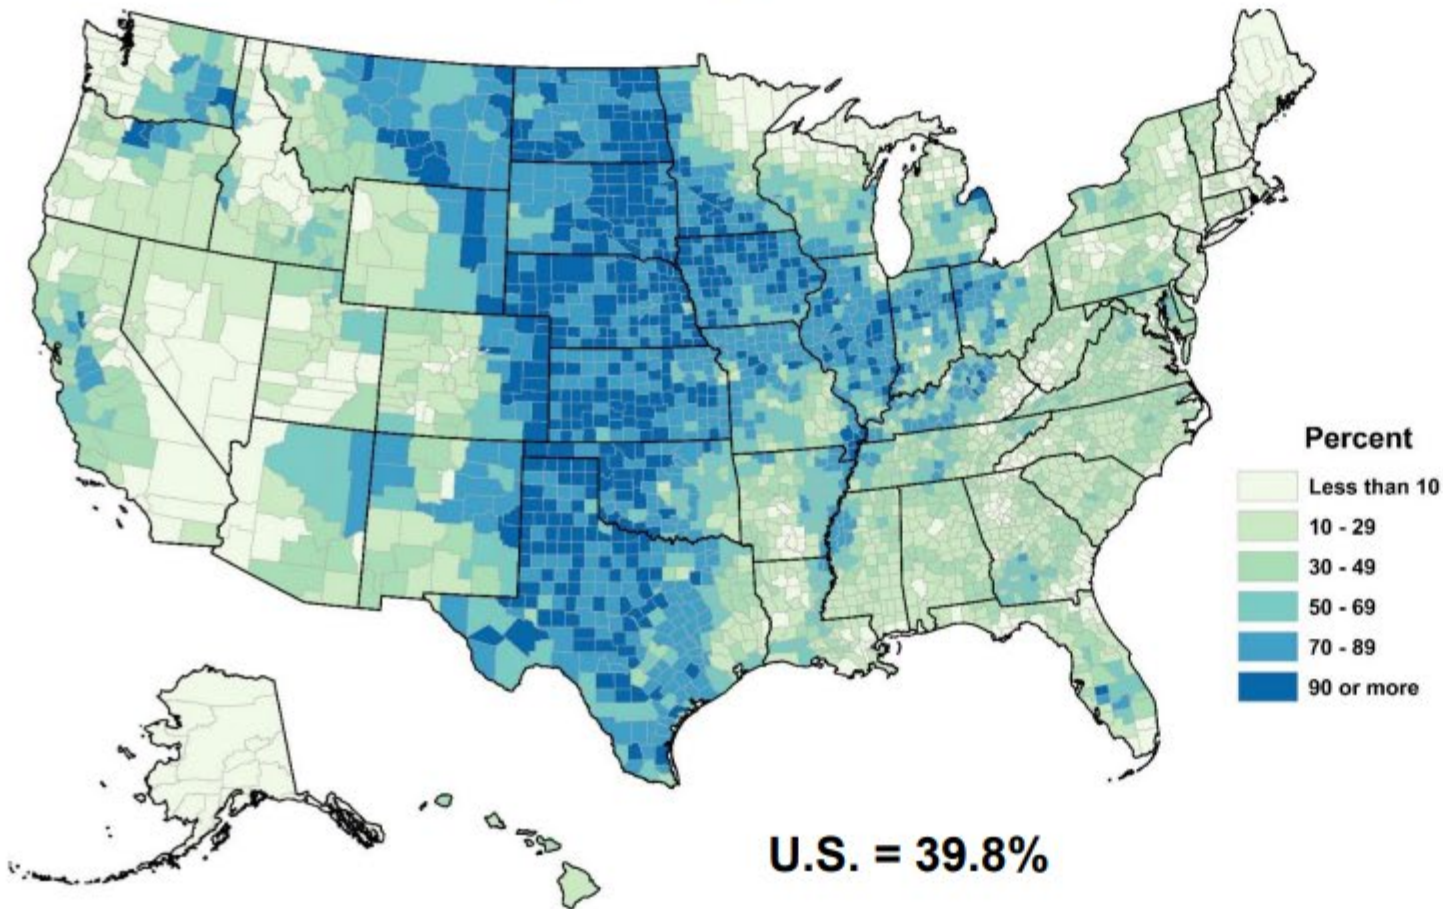 Percent
Less than 10
10 - 29
30 - 49
50 - 69
70 - 89
90 or more
U.S. = 39.8%